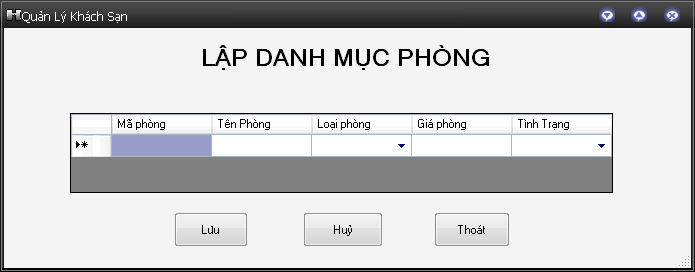 Quản Lý Khách Sạn
LẬP DANH MỤC PHÒNG
Mã phòng Tên Phòng Loại phòng Giá phòng Tình Trạng
Lưu Huỷ Thoát